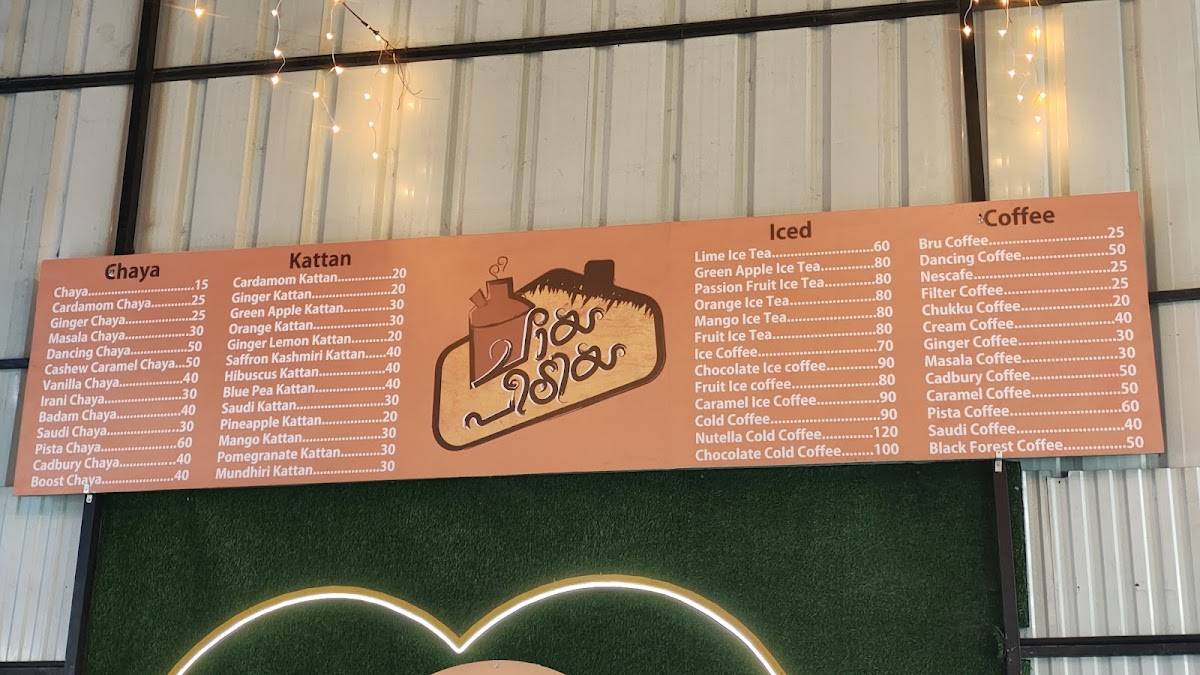 Chaya
Chaya..............................15
Cardamom Chaya...........25
Ginger Chaya...................25
Masala Chaya...................30
Dancing Chaya.................50
Cashew Caramel Chaya...50
Vanilla Chaya...................40
Irani Chaya.......................30
Badam Chaya...................40
Saudi Chaya.....................30
Pista Chaya......................60
Cadbury Chaya.................40
Boost Chaya.....................40
Kattan
Cardamom Kattan..............20
Ginger Kattan....................20
Green Apple Kattan............30
Orange Kattan...................30
Ginger Lemon Kattan.........20
Saffron Kashmiri Kattan.....40
Hibuscus Kattan.................40
Blue Pea Kattan..................40
Saudi Kattan......................30
Pineapple Kattan................20
Mango Kattan....................30
Pomegranate Kattan...........30
Mundhiri Kattan.................30
Iced
Lime Ice Tea..........................60
Green Apple Ice Tea..............80
Passion Fruit Ice Tea.............80
Orange Ice Tea......................80
Mango Ice Tea......................80
Fruit Ice Tea.........................80
Ice Coffee.............................70
Chocolate Ice coffee.............90
Fruit Ice coffee.....................80
Caramel Ice Coffee...............90
Cold Coffee..........................90
Nutella Cold Coffee............120
Chocolate Cold Coffee........100
Coffee
Bru Coffee..............................25
Dancing Coffee......................50
Nescafe..................................25
Filter Coffee...........................25
Chukku Coffee.......................20
Cream Coffee.........................40
Ginger Coffee........................30
Masala Coffee........................30
Cadbury Coffee......................50
Caramel Coffee......................50
Pista Coffee...........................60
Saudi Coffee..........................40
Black Forest Coffee................50